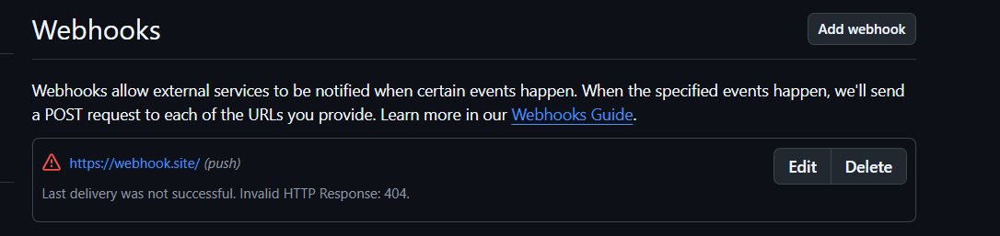 Webhooks
Add webhook
Webhooks allow external services to be notified when certain events happen. When the specified events happen, we'll send
a POST request to each of the URLs you provide. Learn more in our Webhooks Guide.
https://webhook.site/ (push)
Edit
Delete
Last delivery was not successful. Invalid HTTP Response: 404.